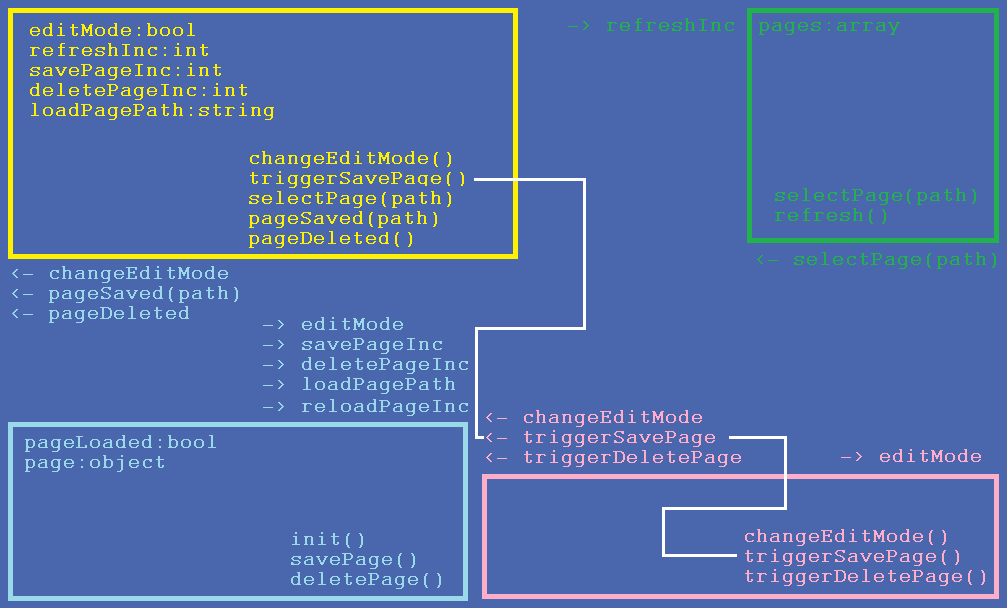 editMode:bool
refreshInc:int
savePageInc:int
deletePageInc:int
loadPagePath:string
changeEditMode()
triggerSavePage()
selectPage(path)
pageSaved(path)
pageDeleted()
-> refreshInc
pages:array
selectPage(path)
refresh()
<- selectPage(path)
<- changeEditMode
<- pageSaved(path)
<- pageDeleted
-> editMode
-> savePageInc
-> deletePageInc
-> loadPagePath
-> reloadPageInc
pageLoaded:bool
page:object
init()
savePage()
deletePage()
<- changeEditMode
<- triggerSavePage
<- triggerDeletePage
-> editMode
changeEditMode()
triggerSavePage()
triggerDeletePage()